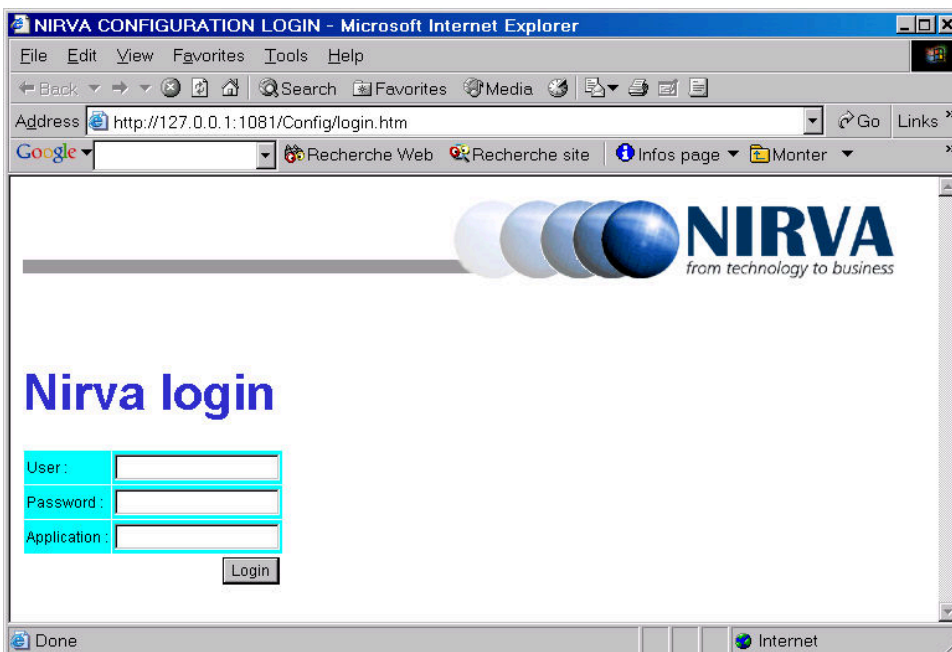 NIRVA CONFIGURATION LOGIN - Microsoft Internet Explorer
File Edit View Favorites Tools Help
Back Search Favorites Media
Address http://127.0.0.1:1081/Config/login.htm Go Links »
Google Recherche Web Recherche site Infos page Monter »
NIRVA
from technology to business
Nirva login
User :
Password :
Application :
Login
Done Internet